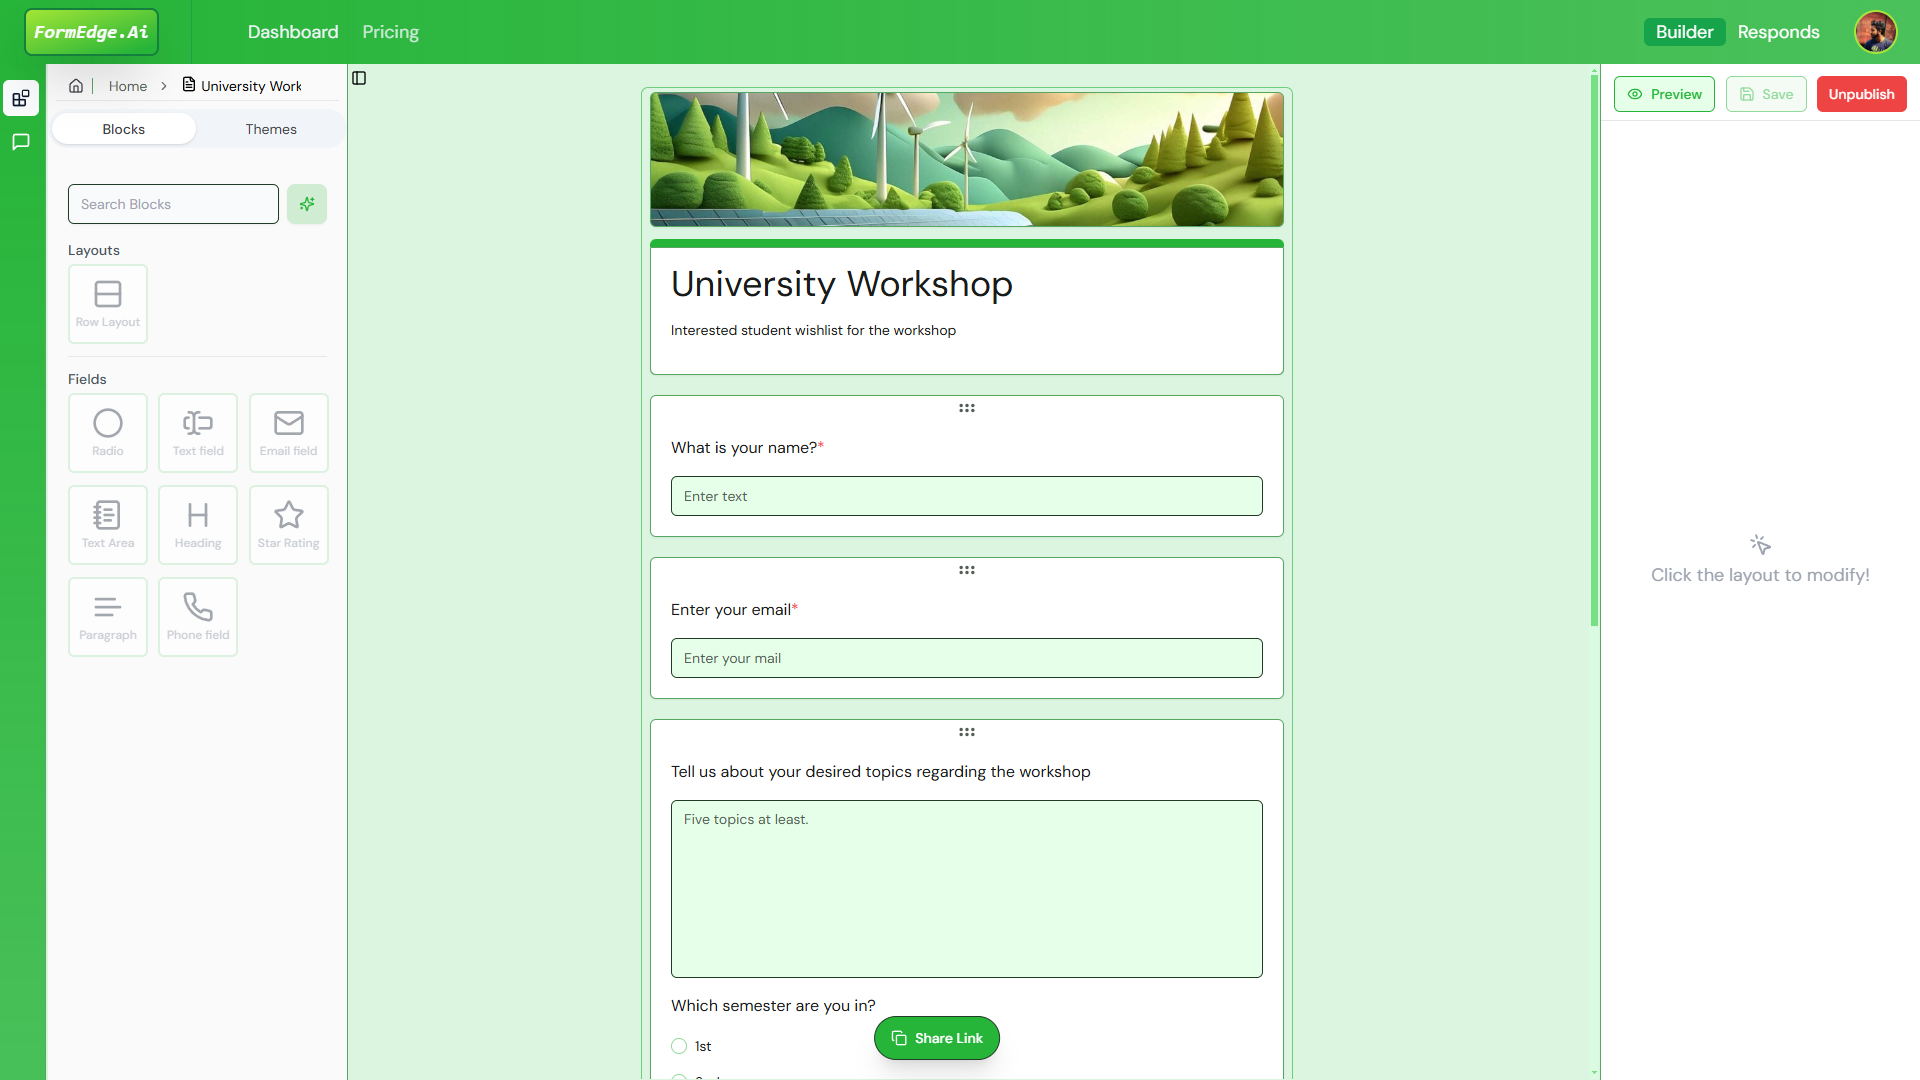 FormEdge.Ai
Dashboard
Pricing
Builder
Responds
Home
University Work
Blocks
Themes
Search Blocks
Layouts
Row Layout
Fields
Radio
Text field
Email field
Text Area
Heading
Star Rating
Paragraph
Phone field
University Workshop
Interested student wishlist for the workshop
What is your name?*
Enter text
Enter your email*
Enter your mail
Tell us about your desired topics regarding the workshop
Five topics at least.
Which semester are you in?
1st
Share Link
Preview
Save
Unpublish
Click the layout to modify!